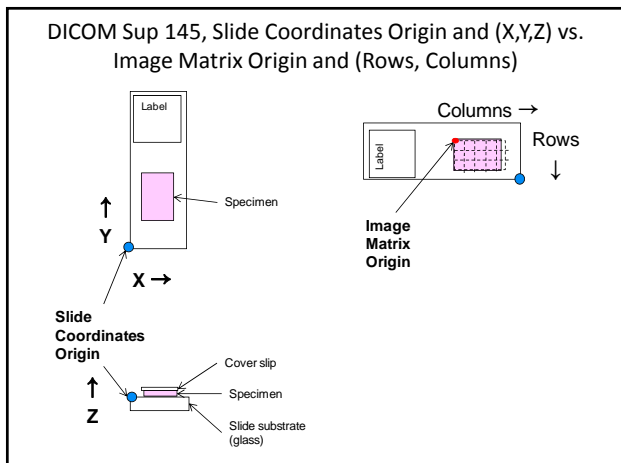 DICOM Sup 145, Slide Coordinates Origin and (X,Y,Z) vs.
Image Matrix Origin and (Rows, Columns)
Label
Specimen
↑
Y
X →
Slide
Coordinates
Origin
↑
Z
Cover slip
Specimen
Slide substrate
(glass)
Columns →
Rows
↓
Label
Image
Matrix
Origin